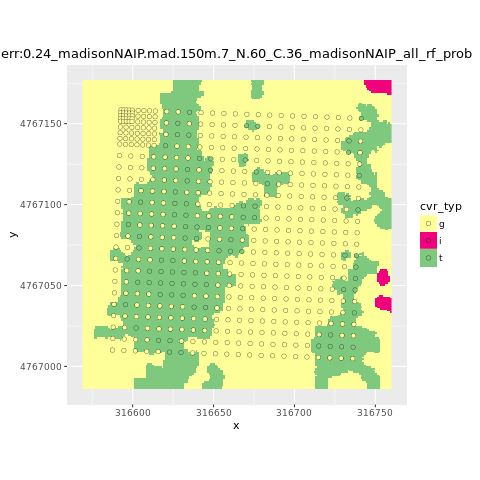 err:0.24_madisonNAIP.mad.150m.7_N.60_C.36_madisonNAIP_all_rf_prob
4767150
4767100
4767050
4767000
y
316600
316650
316700
316750
x
cvr_typ
g
i
t